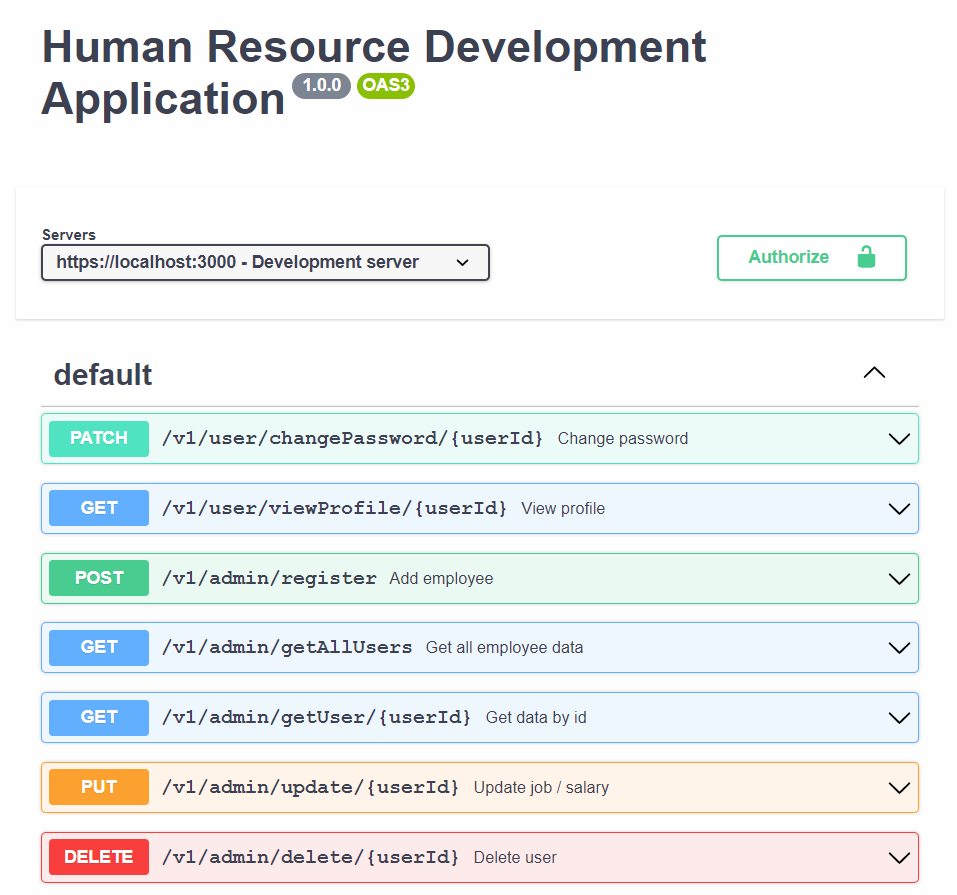 Human Resource Development
Application 1.0.0 OAS3
Servers
https://localhost:3000 - Development server
Authorize
default
PATCH /v1/user/changePassword/{userId} Change password
GET /v1/user/viewProfile/{userId} View profile
POST /v1/admin/register Add employee
GET /v1/admin/getAllUsers Get all employee data
GET /v1/admin/getUser/{userId} Get data by id
PUT /v1/admin/update/{userId} Update job / salary
DELETE /v1/admin/delete/{userId} Delete user